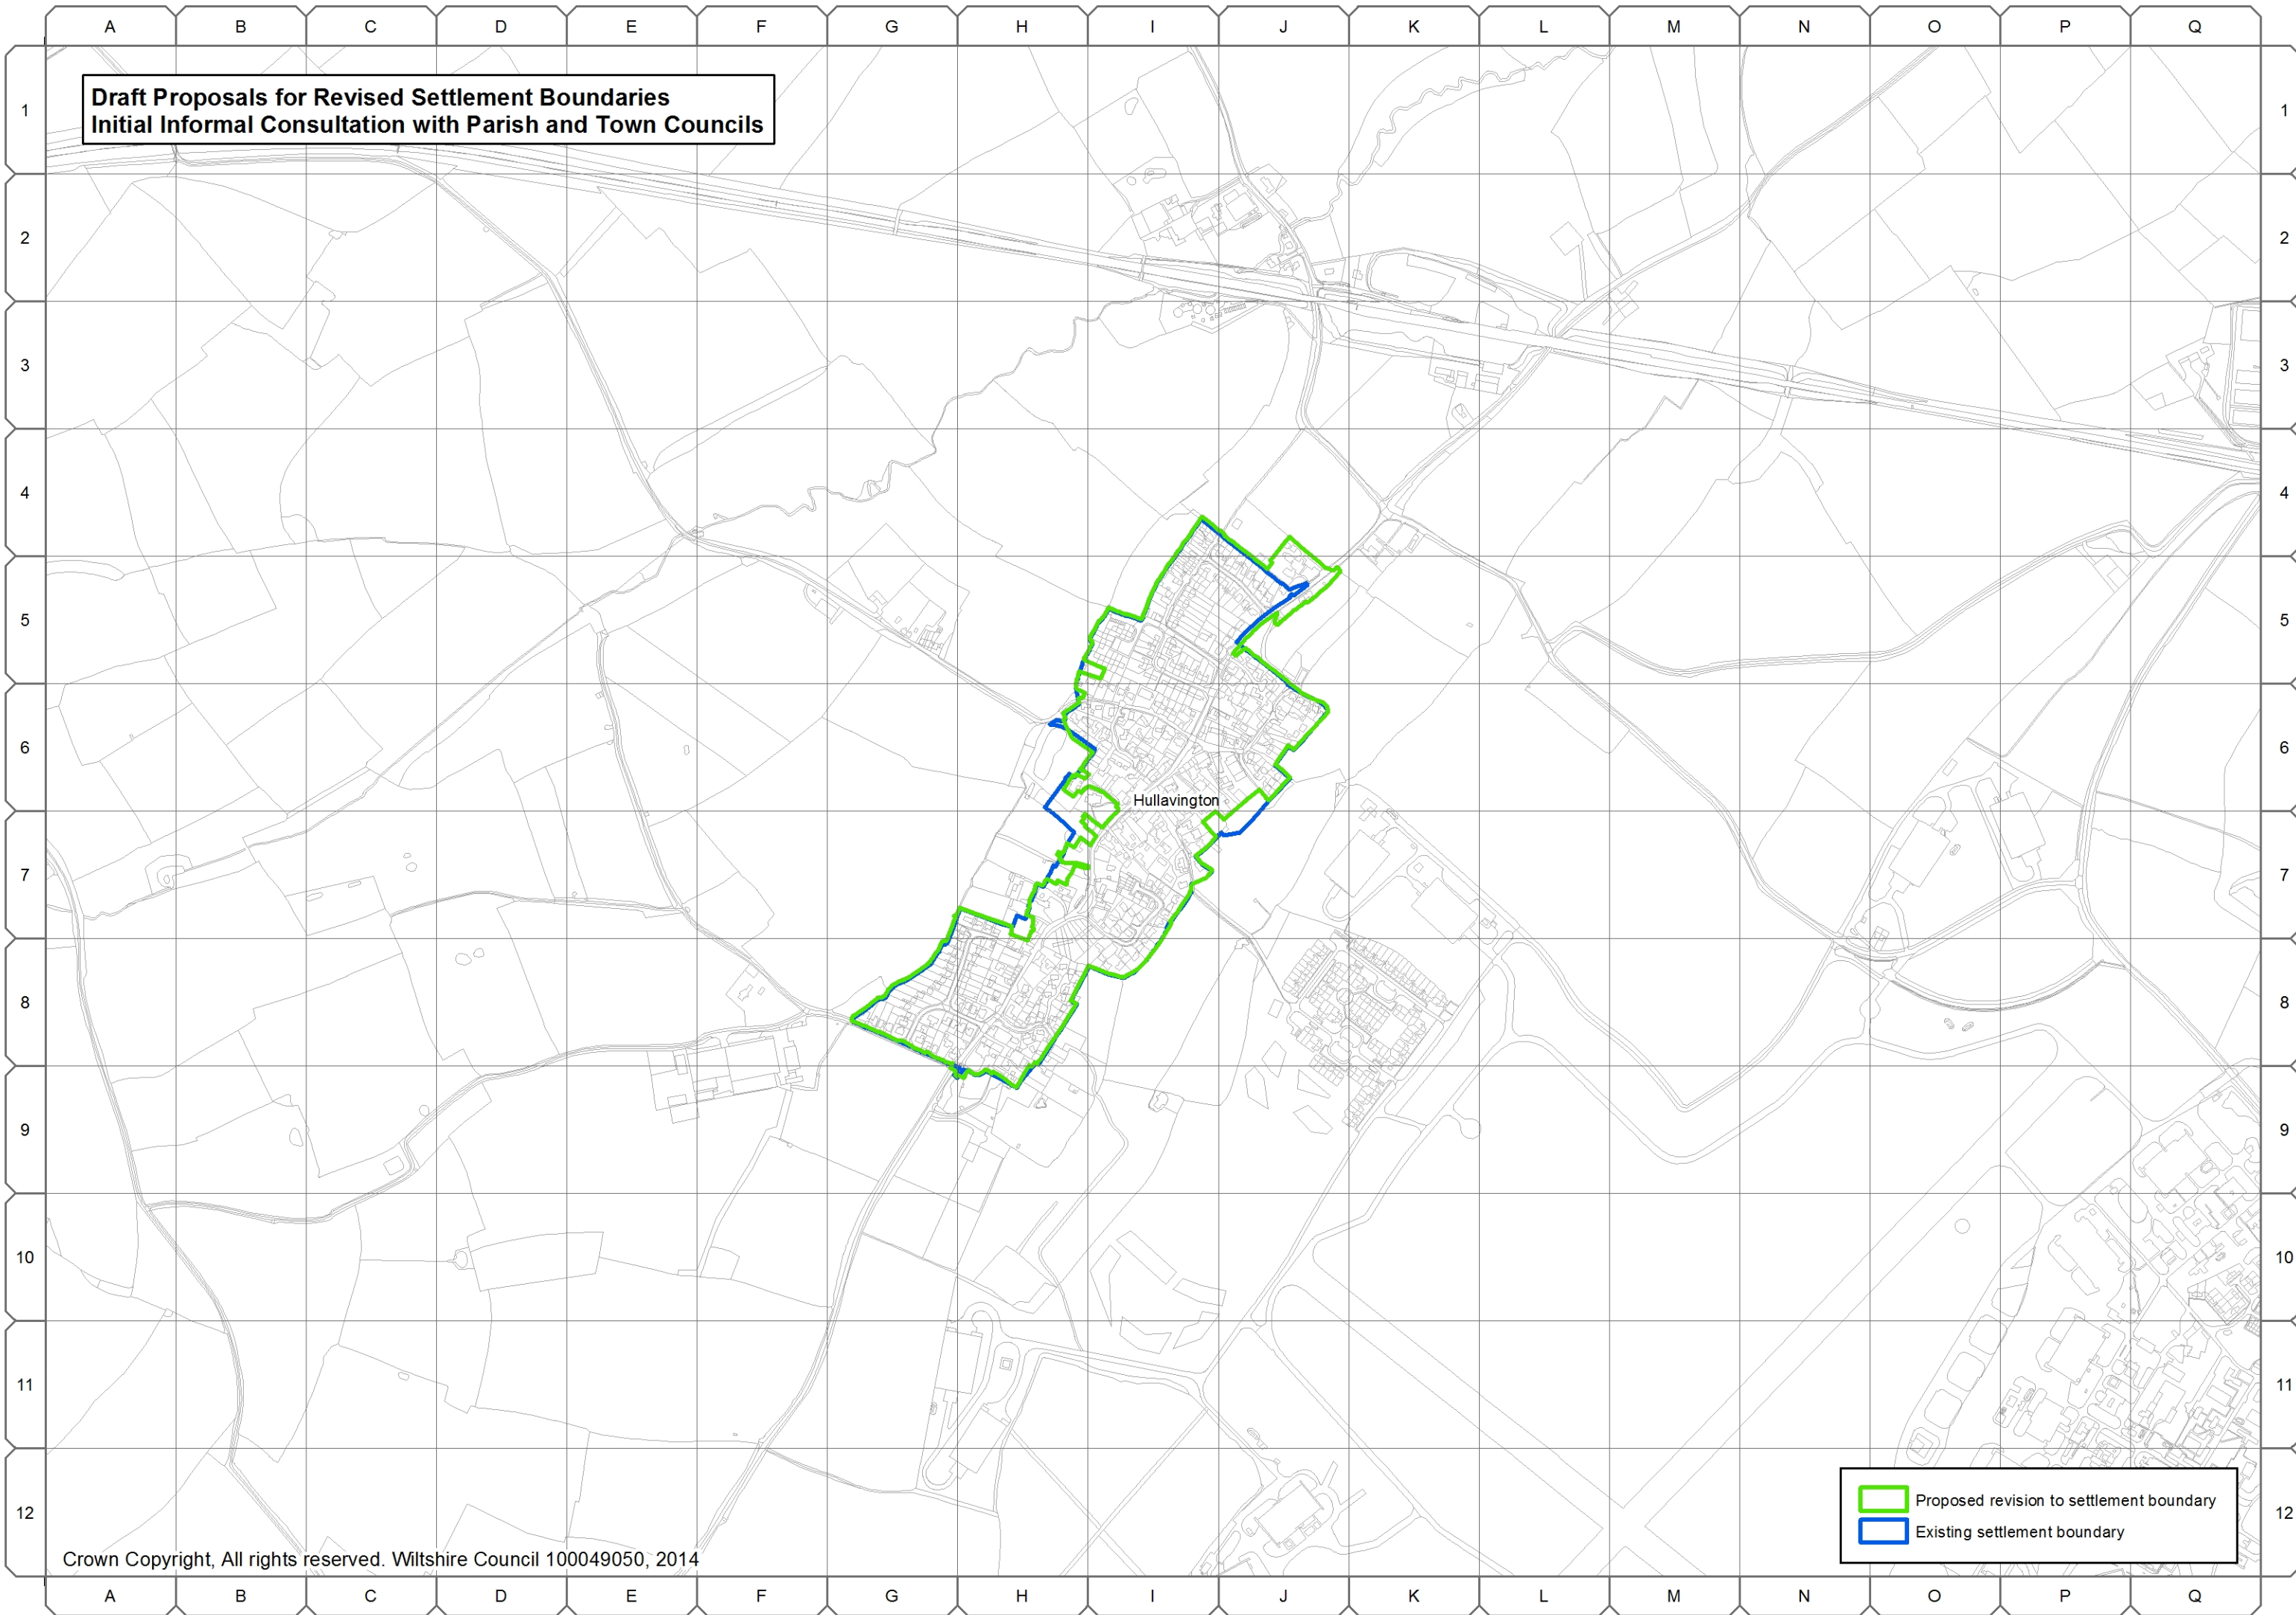 A B C D E F G H I J K L M N O P Q
Draft Proposals for Revised Settlement Boundaries
Initial Informal Consultation with Parish and Town Councils
1 1
2 2
3 3
4 4
5 5
6 6
Hullavington
7 7
8 8
9 9
10 10
11 11
12 12
Proposed revision to settlement boundary
Existing settlement boundary
Crown Copyright, All rights reserved. Wiltshire Council 100049050, 2014
A B C D E F G H I J K L M N O P Q